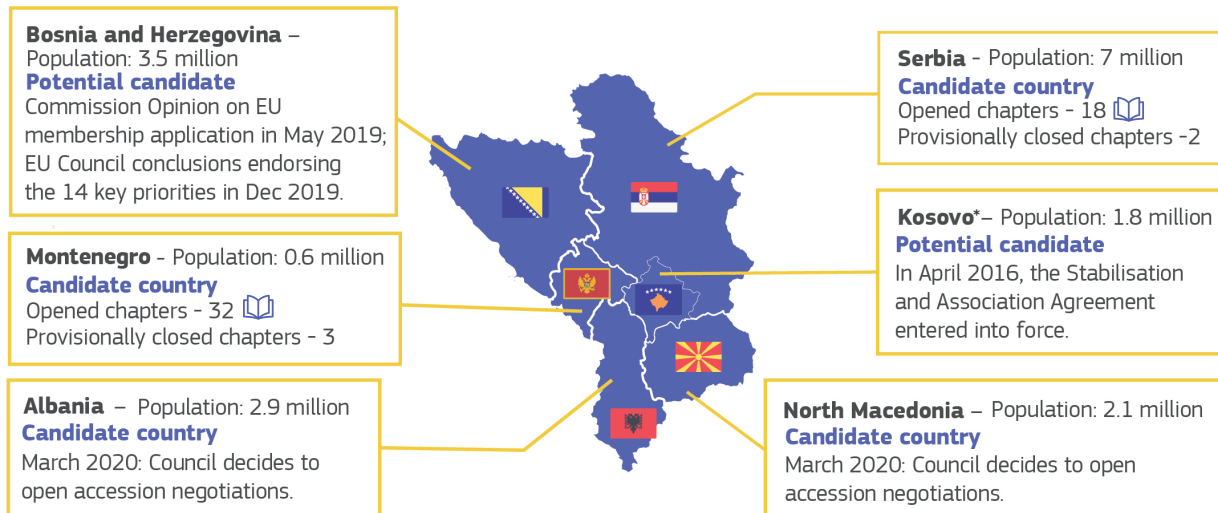 Bosnia and Herzegovina –
Population: 3.5 million
Potential candidate
Commission Opinion on EU
membership application in May 2019;
EU Council conclusions endorsing
the 14 key priorities in Dec 2019.
Montenegro - Population: 0.6 million
Candidate country
Opened chapters - 32
Provisionally closed chapters - 3
Albania – Population: 2.9 million
Candidate country
March 2020: Council decides to
open accession negotiations.
Serbia - Population: 7 million
Candidate country
Opened chapters - 18
Provisionally closed chapters -2
Kosovo*– Population: 1.8 million
Potential candidate
In April 2016, the Stabilisation
and Association Agreement
entered into force.
North Macedonia – Population: 2.1 million
Candidate country
March 2020: Council decides to open
accession negotiations.